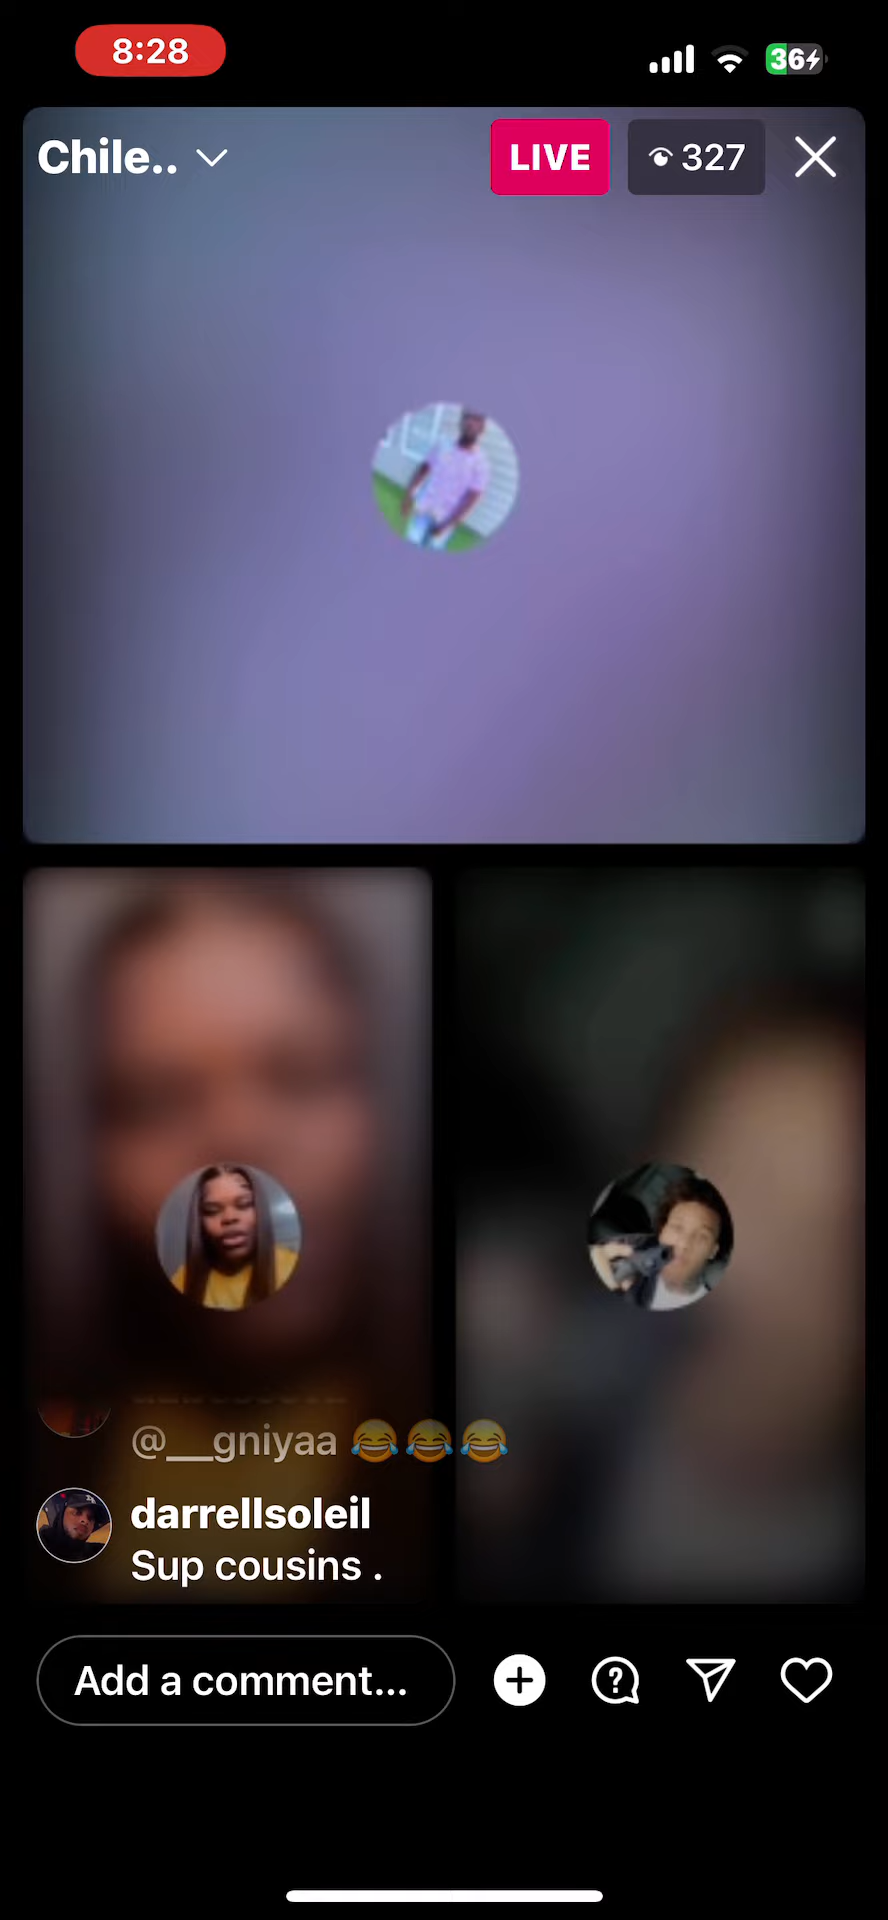 8:28
36
Chile..
LIVE
327
@__gniyaa 😂😂😂
darrellsoleil
Sup cousins .
Add a comment...